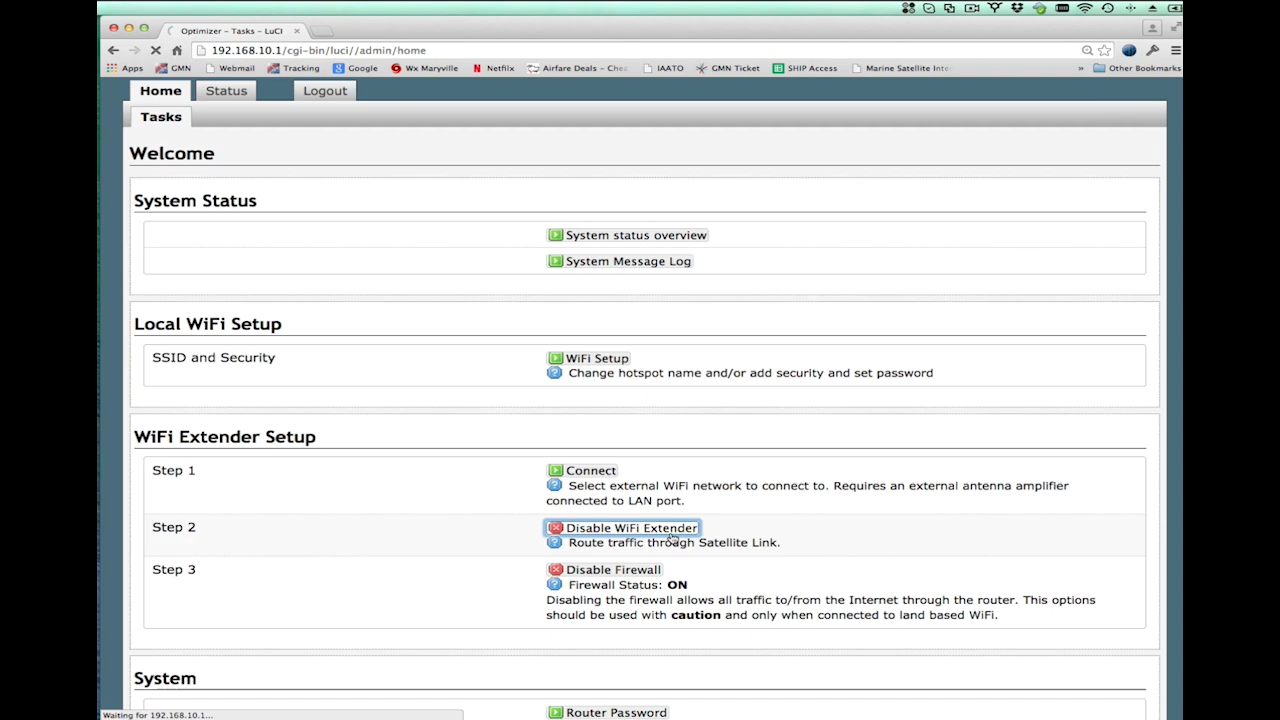 Optimizer – Tasks – LuCI
192.168.10.1/cgi-bin/luci//admin/home
Apps GMN Webmail Tracking Google Wx Maryville Netflix Airfare Deals – Che IAATO GMN Ticket SHIP Access Marine Satellite Inte » Other Bookmarks
Home Status Logout
Tasks
Welcome
System Status
System status overview
System Message Log
Local WiFi Setup
SSID and Security WiFi Setup
Change hotspot name and/or add security and set password
WiFi Extender Setup
Step 1 Connect
Select external WiFi network to connect to. Requires an external antenna amplifier
connected to LAN port.
Step 2 Disable WiFi Extender
Route traffic through Satellite Link.
Step 3 Disable Firewall
Firewall Status: ON
Disabling the firewall allows all traffic to/from the Internet through the router. This options
should be used with caution and only when connected to land based WiFi.
System
Router Password
Waiting for 192.168.10.1...